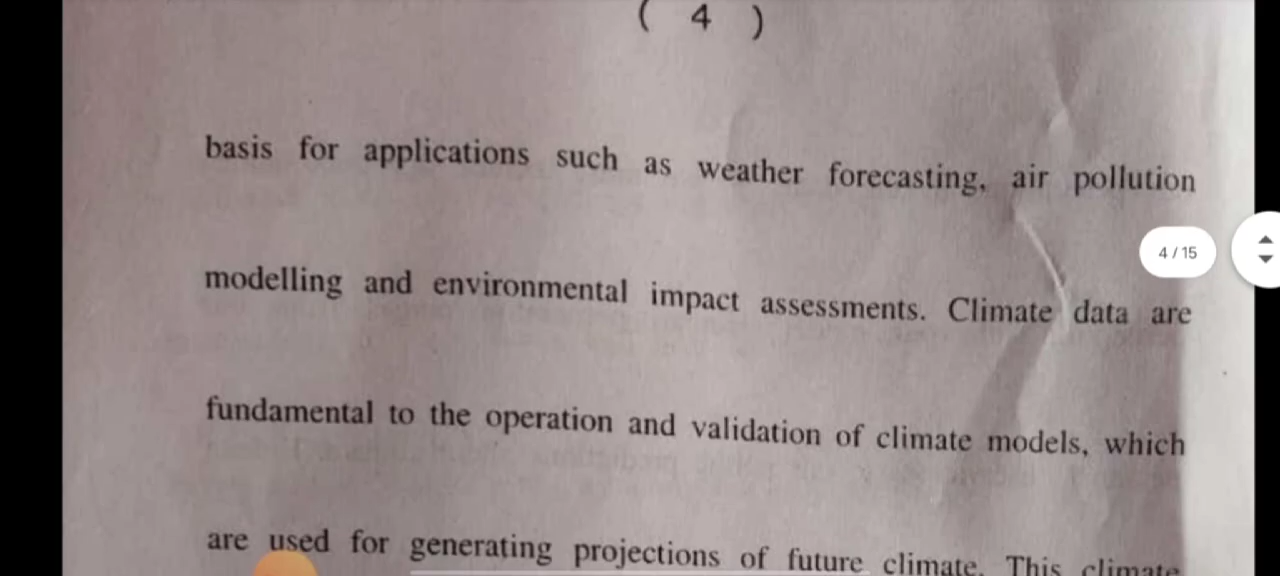 ( 4 )
basis for applications such as weather forecasting, air pollution
4 / 15
modelling and environmental impact assessments. Climate data are
fundamental to the operation and validation of climate models, which
are used for generating projections of future climate. This climate